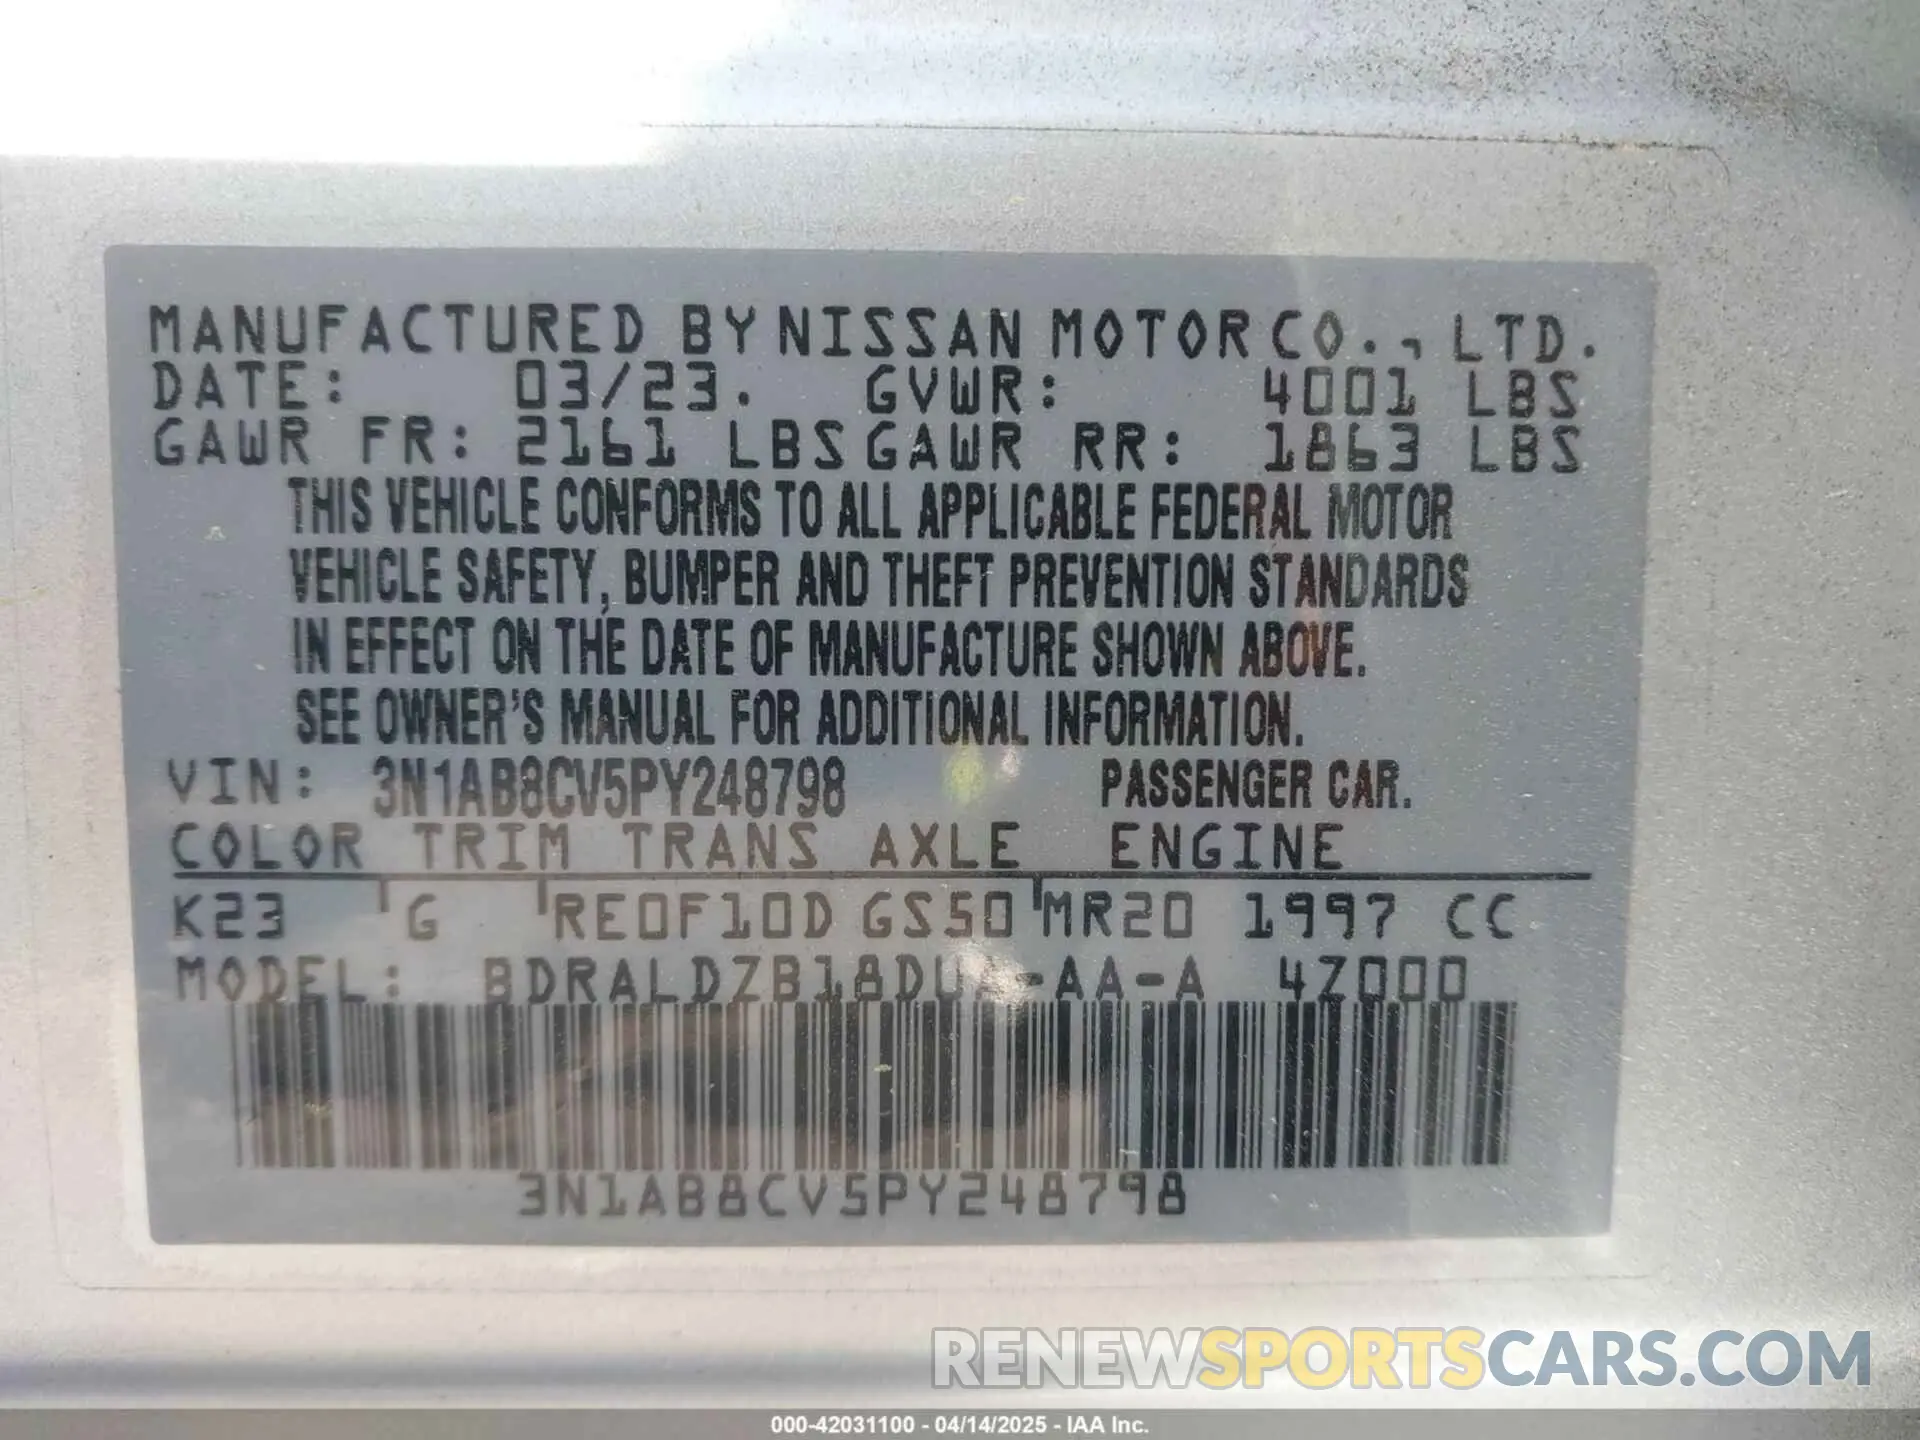 MANUFACTURED BY NISSAN MOTOR CO., LTD.
DATE: 03/23. GVWR: 4001 LBS
GAWR FR: 2161 LBS GAWR RR: 1863 LBS
THIS VEHICLE CONFORMS TO ALL APPLICABLE FEDERAL MOTOR
VEHICLE SAFETY, BUMPER AND THEFT PREVENTION STANDARDS
IN EFFECT ON THE DATE OF MANUFACTURE SHOWN ABOVE.
SEE OWNER'S MANUAL FOR ADDITIONAL INFORMATION.
VIN: 3N1AB8CV5PY248798 PASSENGER CAR.
COLOR TRIM TRANS AXLE ENGINE
K23 G RE0F10D GS50 MR20 1997 CC
MODEL: 4Z000
3N1AB8CV5PY248798
RENEWSPORTSCARS.COM
000-42031100 - 04/14/2025 - IAA Inc.